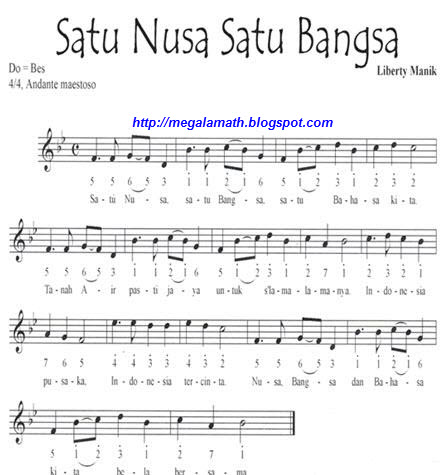 Satu Nusa Satu Bangsa
Do = Bes
Liberty Manik
4/4, Andante maestoso
http://megalamath.blogspot.com
5 5 6 5 3 1 1 2 1 6 5 1 2 3 1 2 3 2
Sa-tu Nu-sa, sa-tu Bang-sa, sa-tu Ba-ha-sa kita.
5 5 6 5 3 1 1 1 2 1 6 5 1 2 3 3 1 2 1 7 1
Ta-nah A-ir pas-ti ja-ya un-tuk s'la-ma-la-ma-nya. In-do-ne-sia
7 6 5 4 4 3 3 4 3 2 3 2 5 6 5 3 1 1 2 1 6
pu-sa-ka, In-do-ne-sia ter-cin-ta. Nu-sa, Bang-sa dan Ba-ha-sa
5 1 2 3 1 2 7 1
ki-ta be-la ber-sa-ma